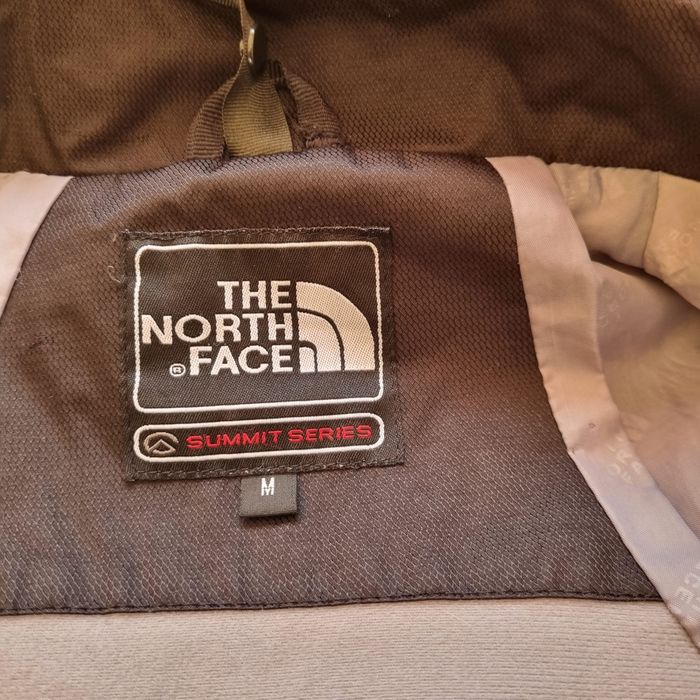 THE
NORTH
® FACE
SUMMIT SERIES
M